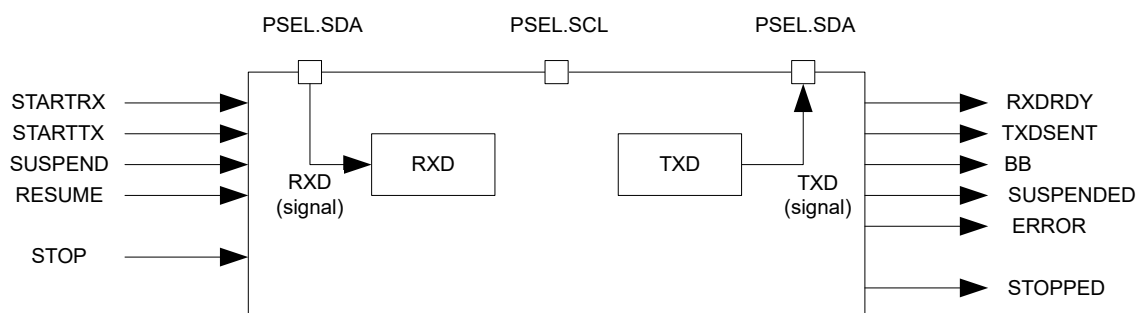 PSEL.SDA PSEL.SCL PSEL.SDA
STARTRX
STARTTX
SUSPEND
RESUME
STOP
RXD
RXD
(signal)
TXD
TXD
(signal)
RXDRDY
TXDSENT
BB
SUSPENDED
ERROR
STOPPED